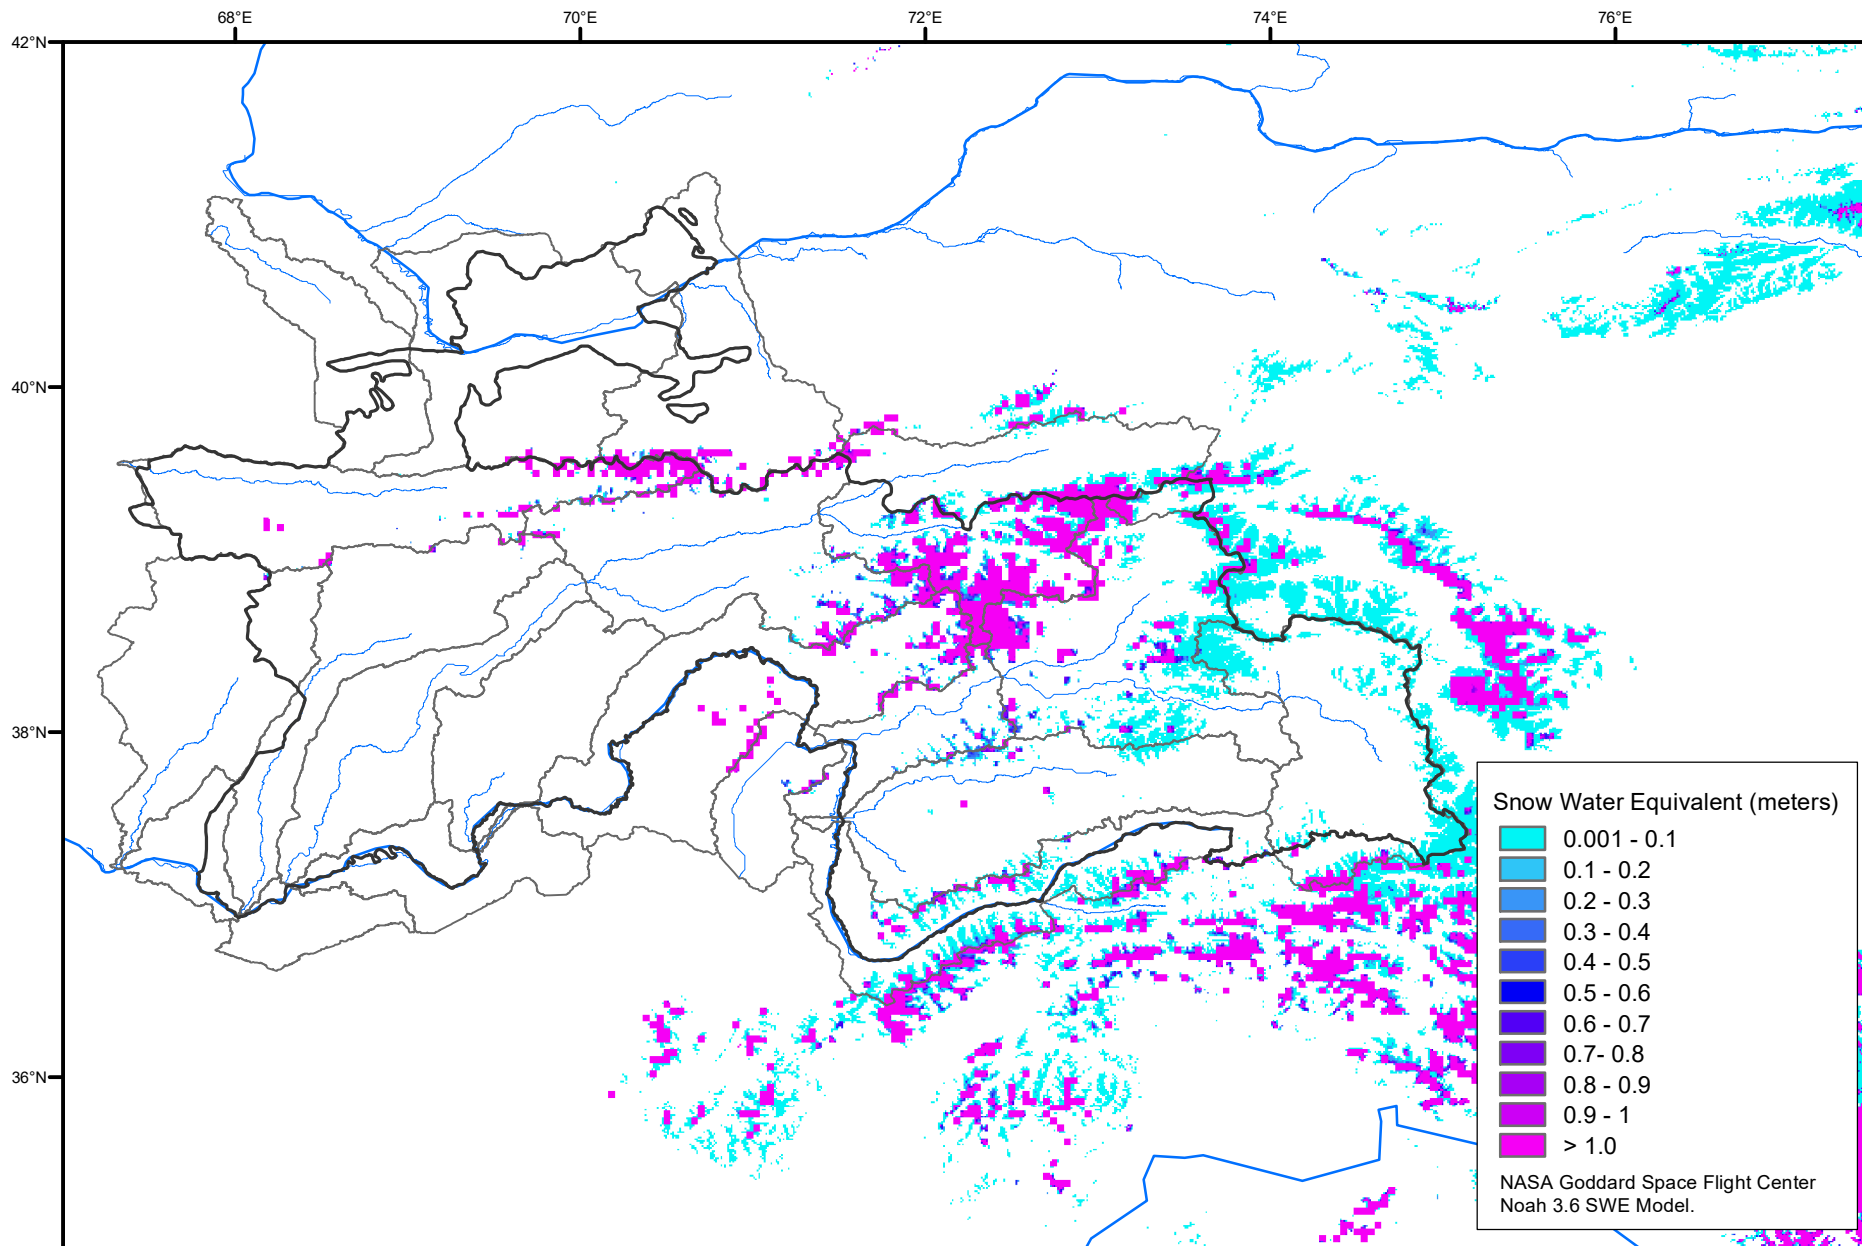 68°E 70°E 72°E 74°E 76°E
42°N
40°N
38°N
36°N
Snow Water Equivalent (meters)
0.001 - 0.1
0.1 - 0.2
0.2 - 0.3
0.3 - 0.4
0.4 - 0.5
0.5 - 0.6
0.6 - 0.7
0.7- 0.8
0.8 - 0.9
0.9 - 1
> 1.0
NASA Goddard Space Flight Center
Noah 3.6 SWE Model.